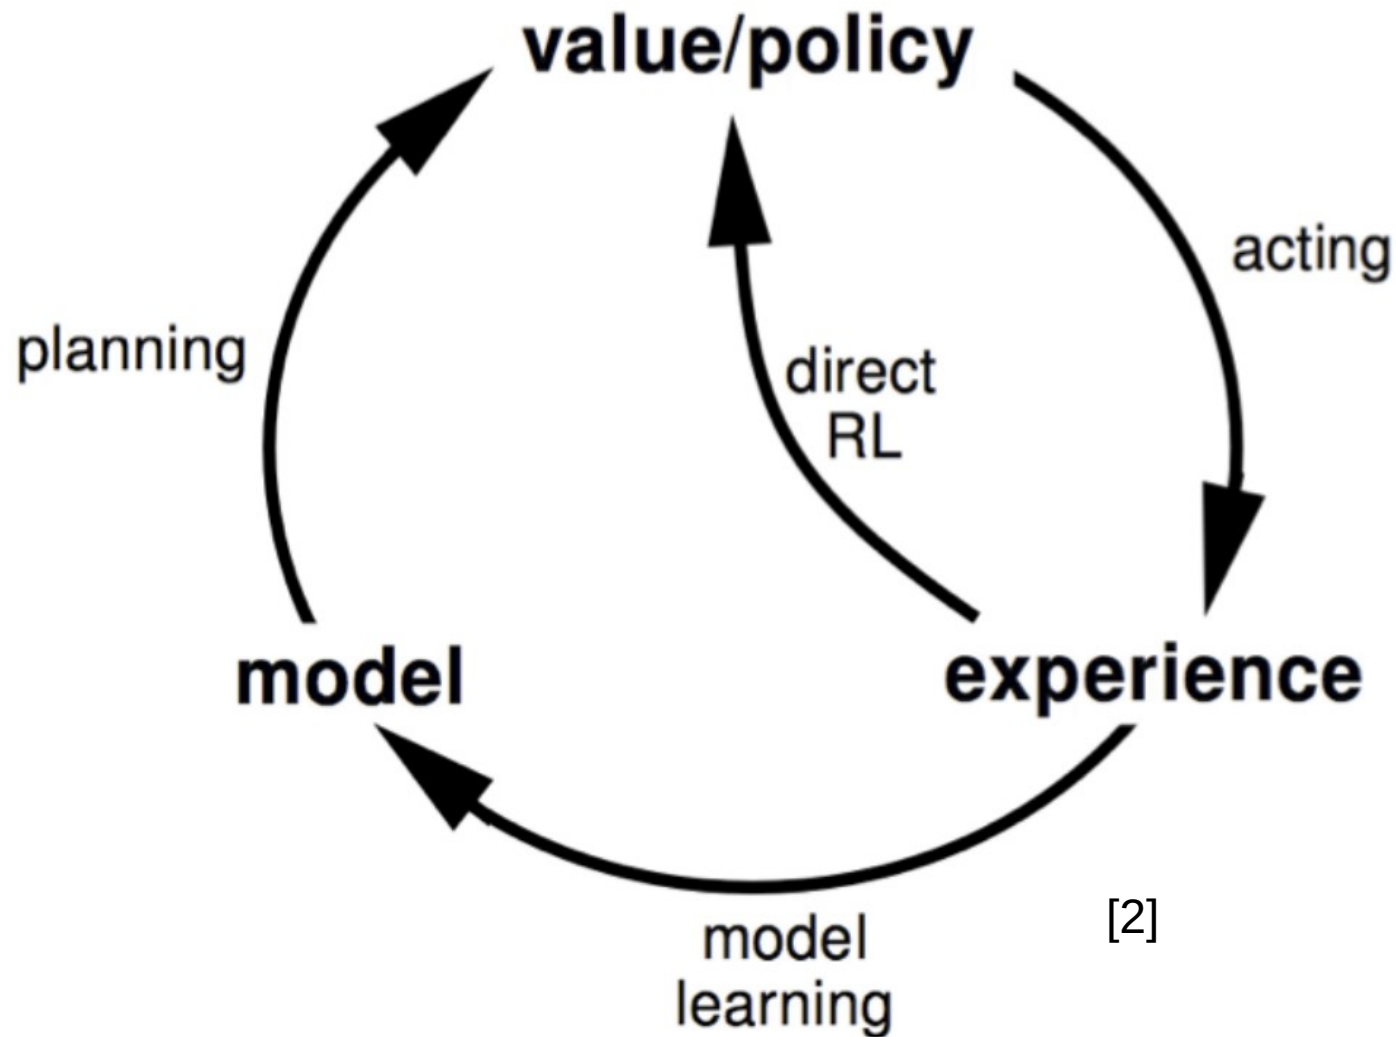 value/policy
acting
planning
direct
RL
model
experience
[2]
model
learning